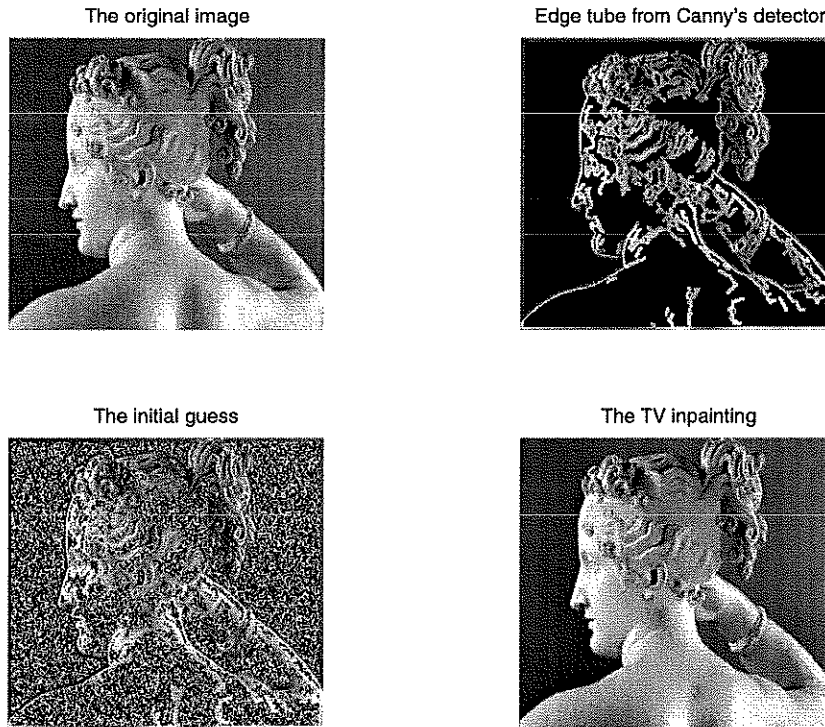 The original image
Edge tube from Canny's detector
The initial guess
The TV inpainting